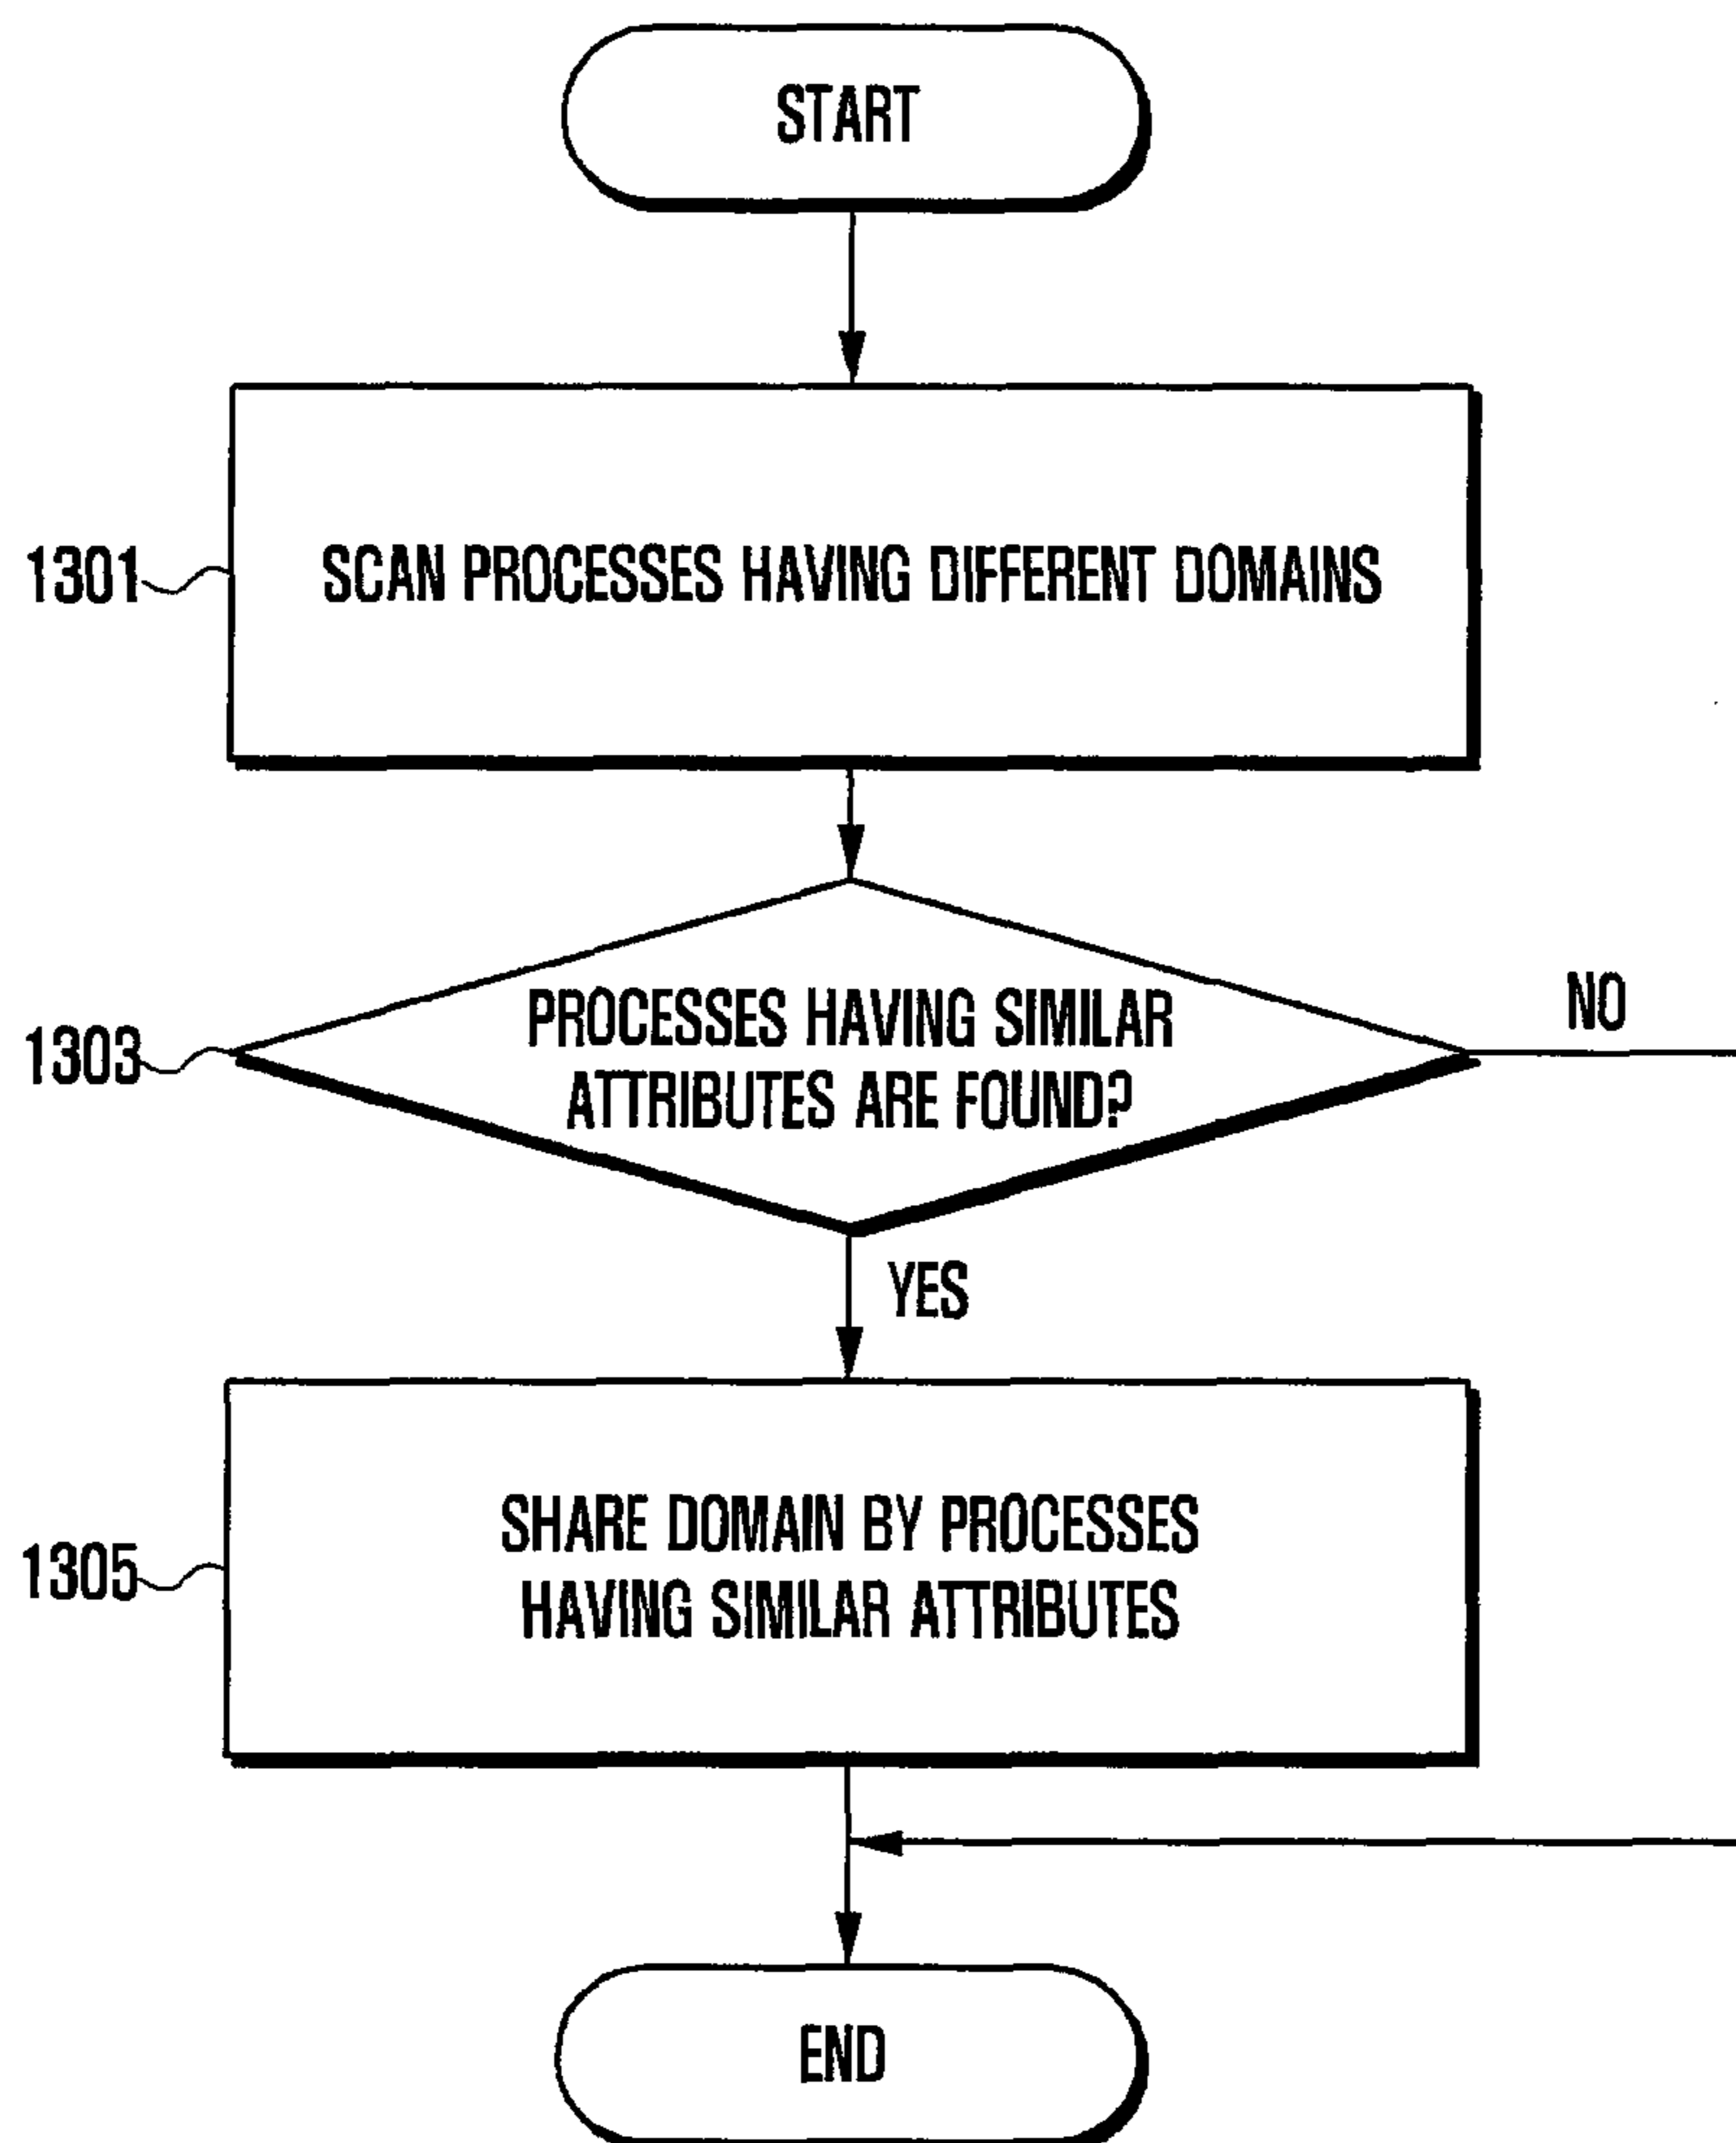 START
1301
SCAN PROCESSES HAVING DIFFERENT DOMAINS
1303
PROCESSES HAVING SIMILAR
ATTRIBUTES ARE FOUND?
NO
YES
1305
SHARE DOMAIN BY PROCESSES
HAVING SIMILAR ATTRIBUTES
END